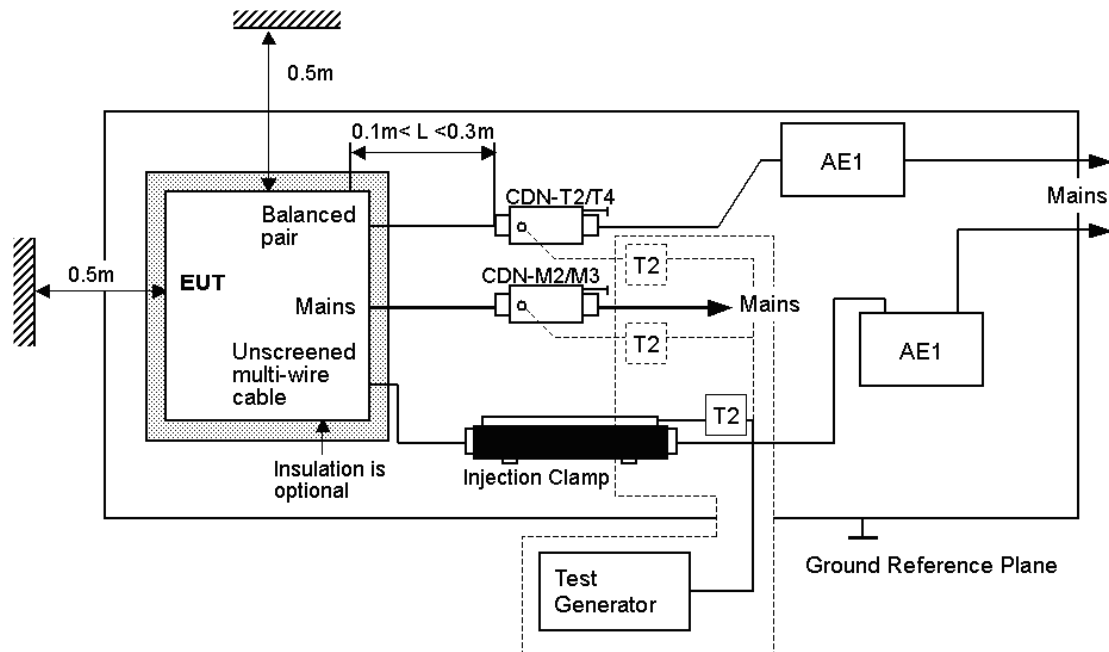 0.5m
0.1m< L <0.3m
AE1
CDN-T2/T4
Balanced
pair
Mains
T2
0.5m
EUT
CDN-M2/M3
Mains
Mains
T2
AE1
Unscreened
multi-wire
cable
T2
Insulation is
optional
Injection Clamp
Test
Generator
Ground Reference Plane